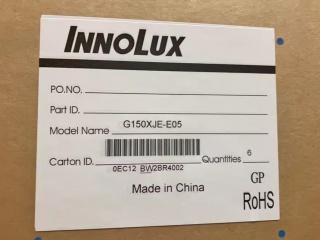 INNOLUX
PO.NO.
Part ID.
Model Name G150XJE-E05
Carton ID. 0EC12 BW2BR4002 Quantities 6
Made in China
GP
RoHS